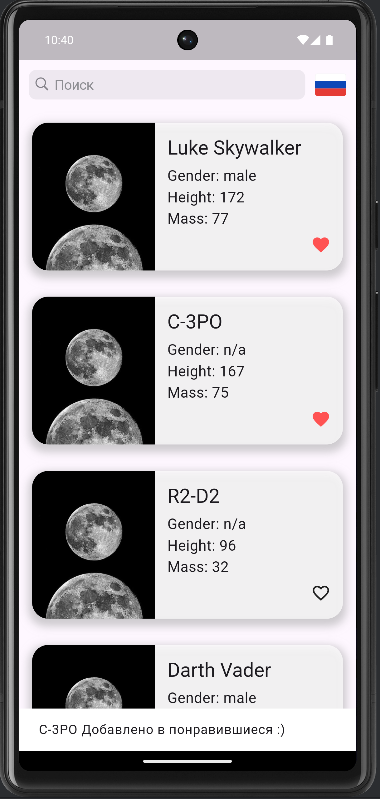 10:40
Поиск
Luke Skywalker
Gender: male
Height: 172
Mass: 77
C-3PO
Gender: n/a
Height: 167
Mass: 75
R2-D2
Gender: n/a
Height: 96
Mass: 32
Darth Vader
Gender: male
C-3PO Добавлено в понравившиеся :)